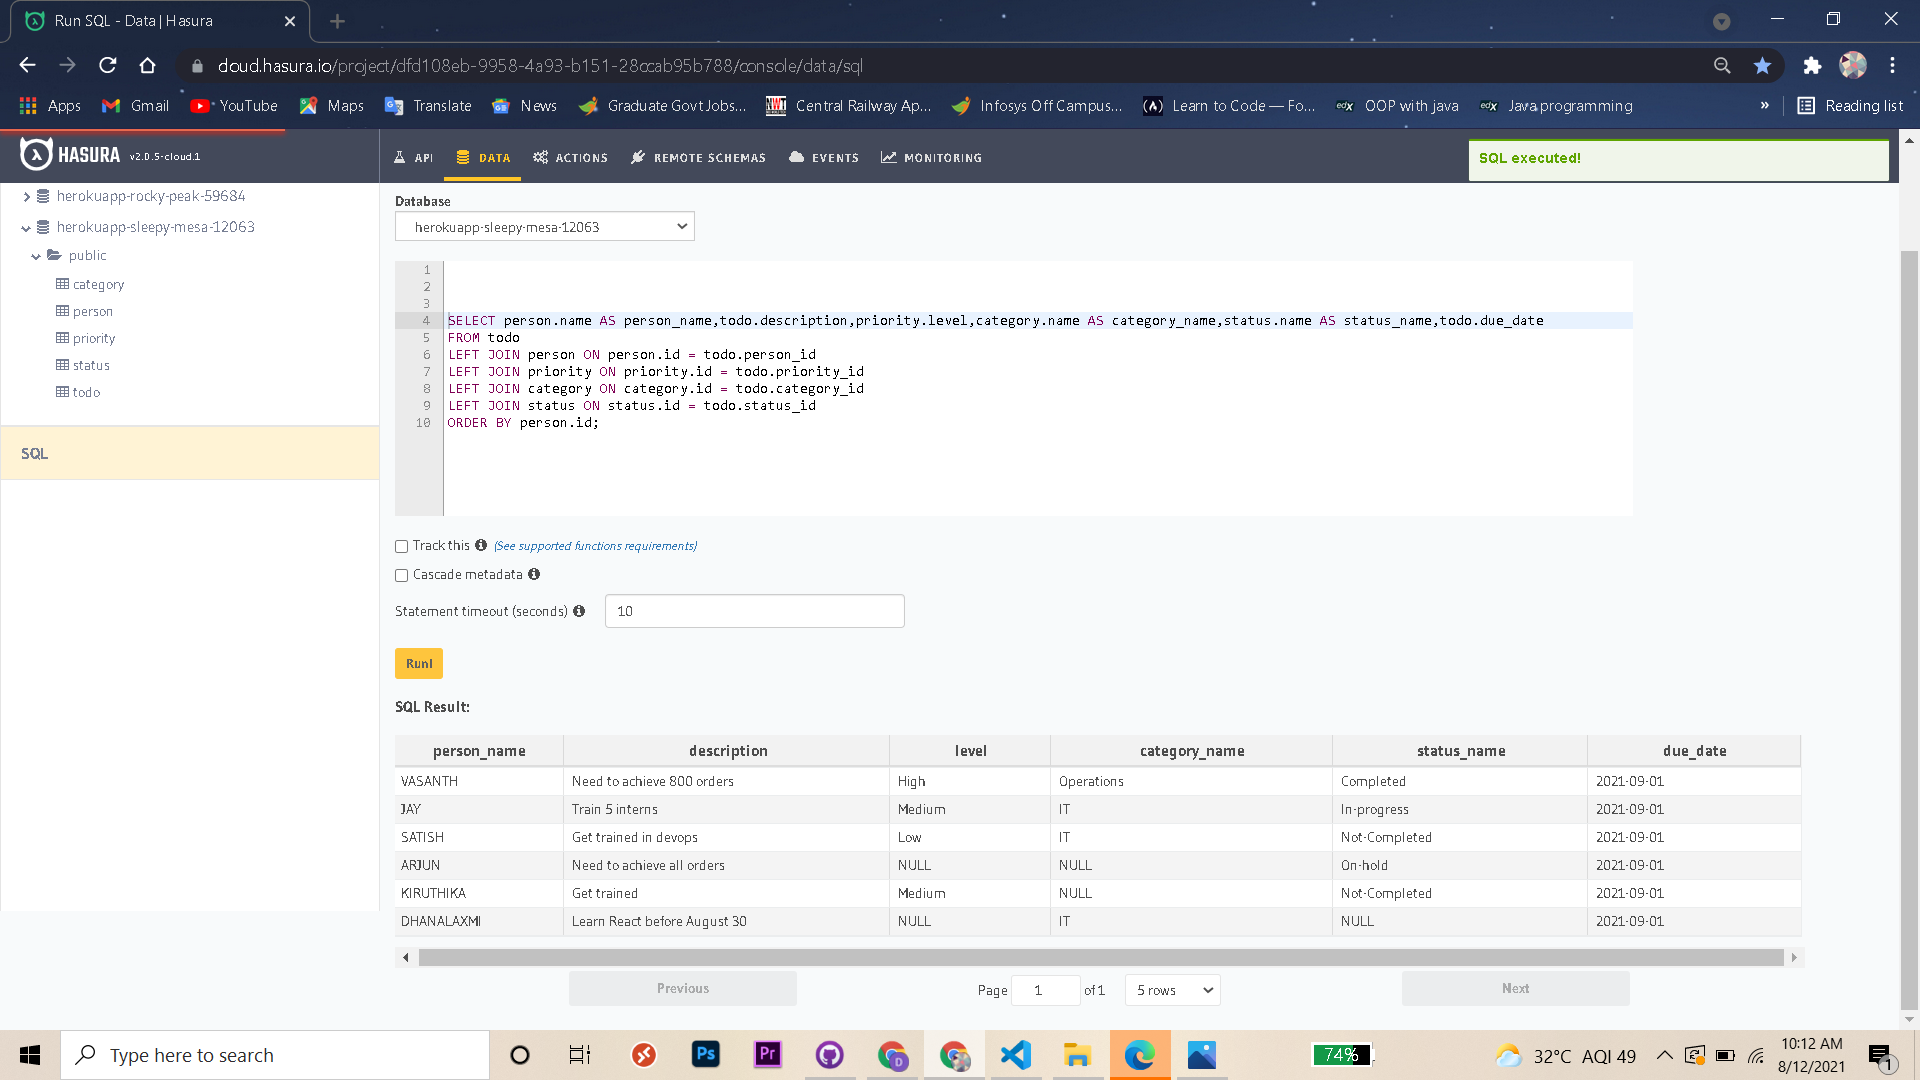 Run SQL - Data | Hasura
cloud.hasura.io/project/dfd108eb-9958-4a93-b151-28ccab95b788/console/data/sql
Apps Gmail YouTube Maps Translate News Graduate Govt Jobs... Central Railway Ap... Infosys Off Campus... Learn to Code — Fo... OOP with java Java programming » Reading list
HASURA v2.0.5-cloud.1 API DATA ACTIONS REMOTE SCHEMAS EVENTS MONITORING
SQL executed!
herokuapp-rocky-peak-59684
herokuapp-sleepy-mesa-12063
public
category
person
priority
status
todo
SQL
Database
herokuapp-sleepy-mesa-12063
1
2
3
4 SELECT person.name AS person_name,todo.description,priority.level,category.name AS category_name,status.name AS status_name,todo.due_date
5 FROM todo
6 LEFT JOIN person ON person.id = todo.person_id
7 LEFT JOIN priority ON priority.id = todo.priority_id
8 LEFT JOIN category ON category.id = todo.category_id
9 LEFT JOIN status ON status.id = todo.status_id
10 ORDER BY person.id;
Track this (See supported functions requirements)
Cascade metadata
Statement timeout (seconds) 10
Run!
SQL Result:
person_name description level category_name status_name due_date
VASANTH Need to achieve 800 orders High Operations Completed 2021-09-01
JAY Train 5 interns Medium IT In-progress 2021-09-01
SATISH Get trained in devops Low IT Not-Completed 2021-09-01
ARJUN Need to achieve all orders NULL NULL On-hold 2021-09-01
KIRUTHIKA Get trained Medium NULL Not-Completed 2021-09-01
DHANALAXMI Learn React before August 30 NULL IT NULL 2021-09-01
Previous Page 1 of 1 5 rows Next
Type here to search Ps Pr D 74% 32°C AQI 49 10:12 AM
8/12/2021 1